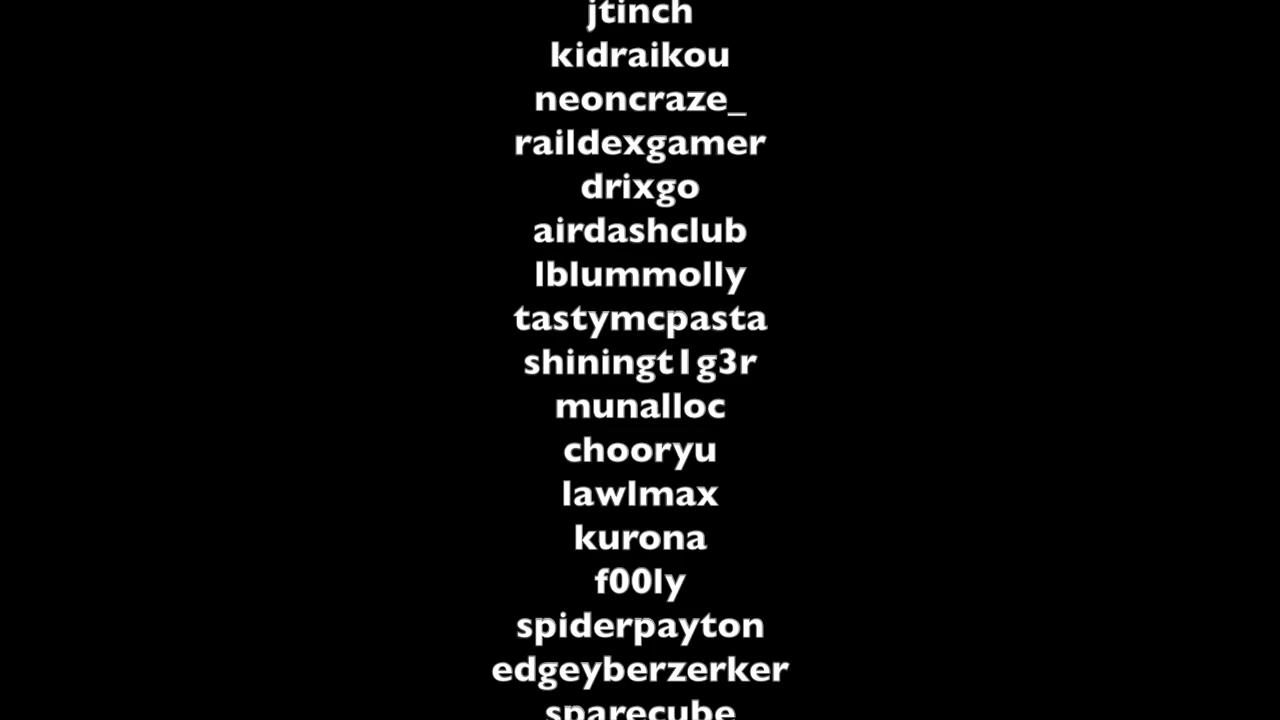 jtinch
kidraikou
neoncraze_
raildexgamer
drixgo
airdashclub
lblummolly
tastymcpasta
shiningt1g3r
munalloc
chooryu
lawlmax
kurona
f00ly
spiderpayton
edgeyberzerker
sparecube